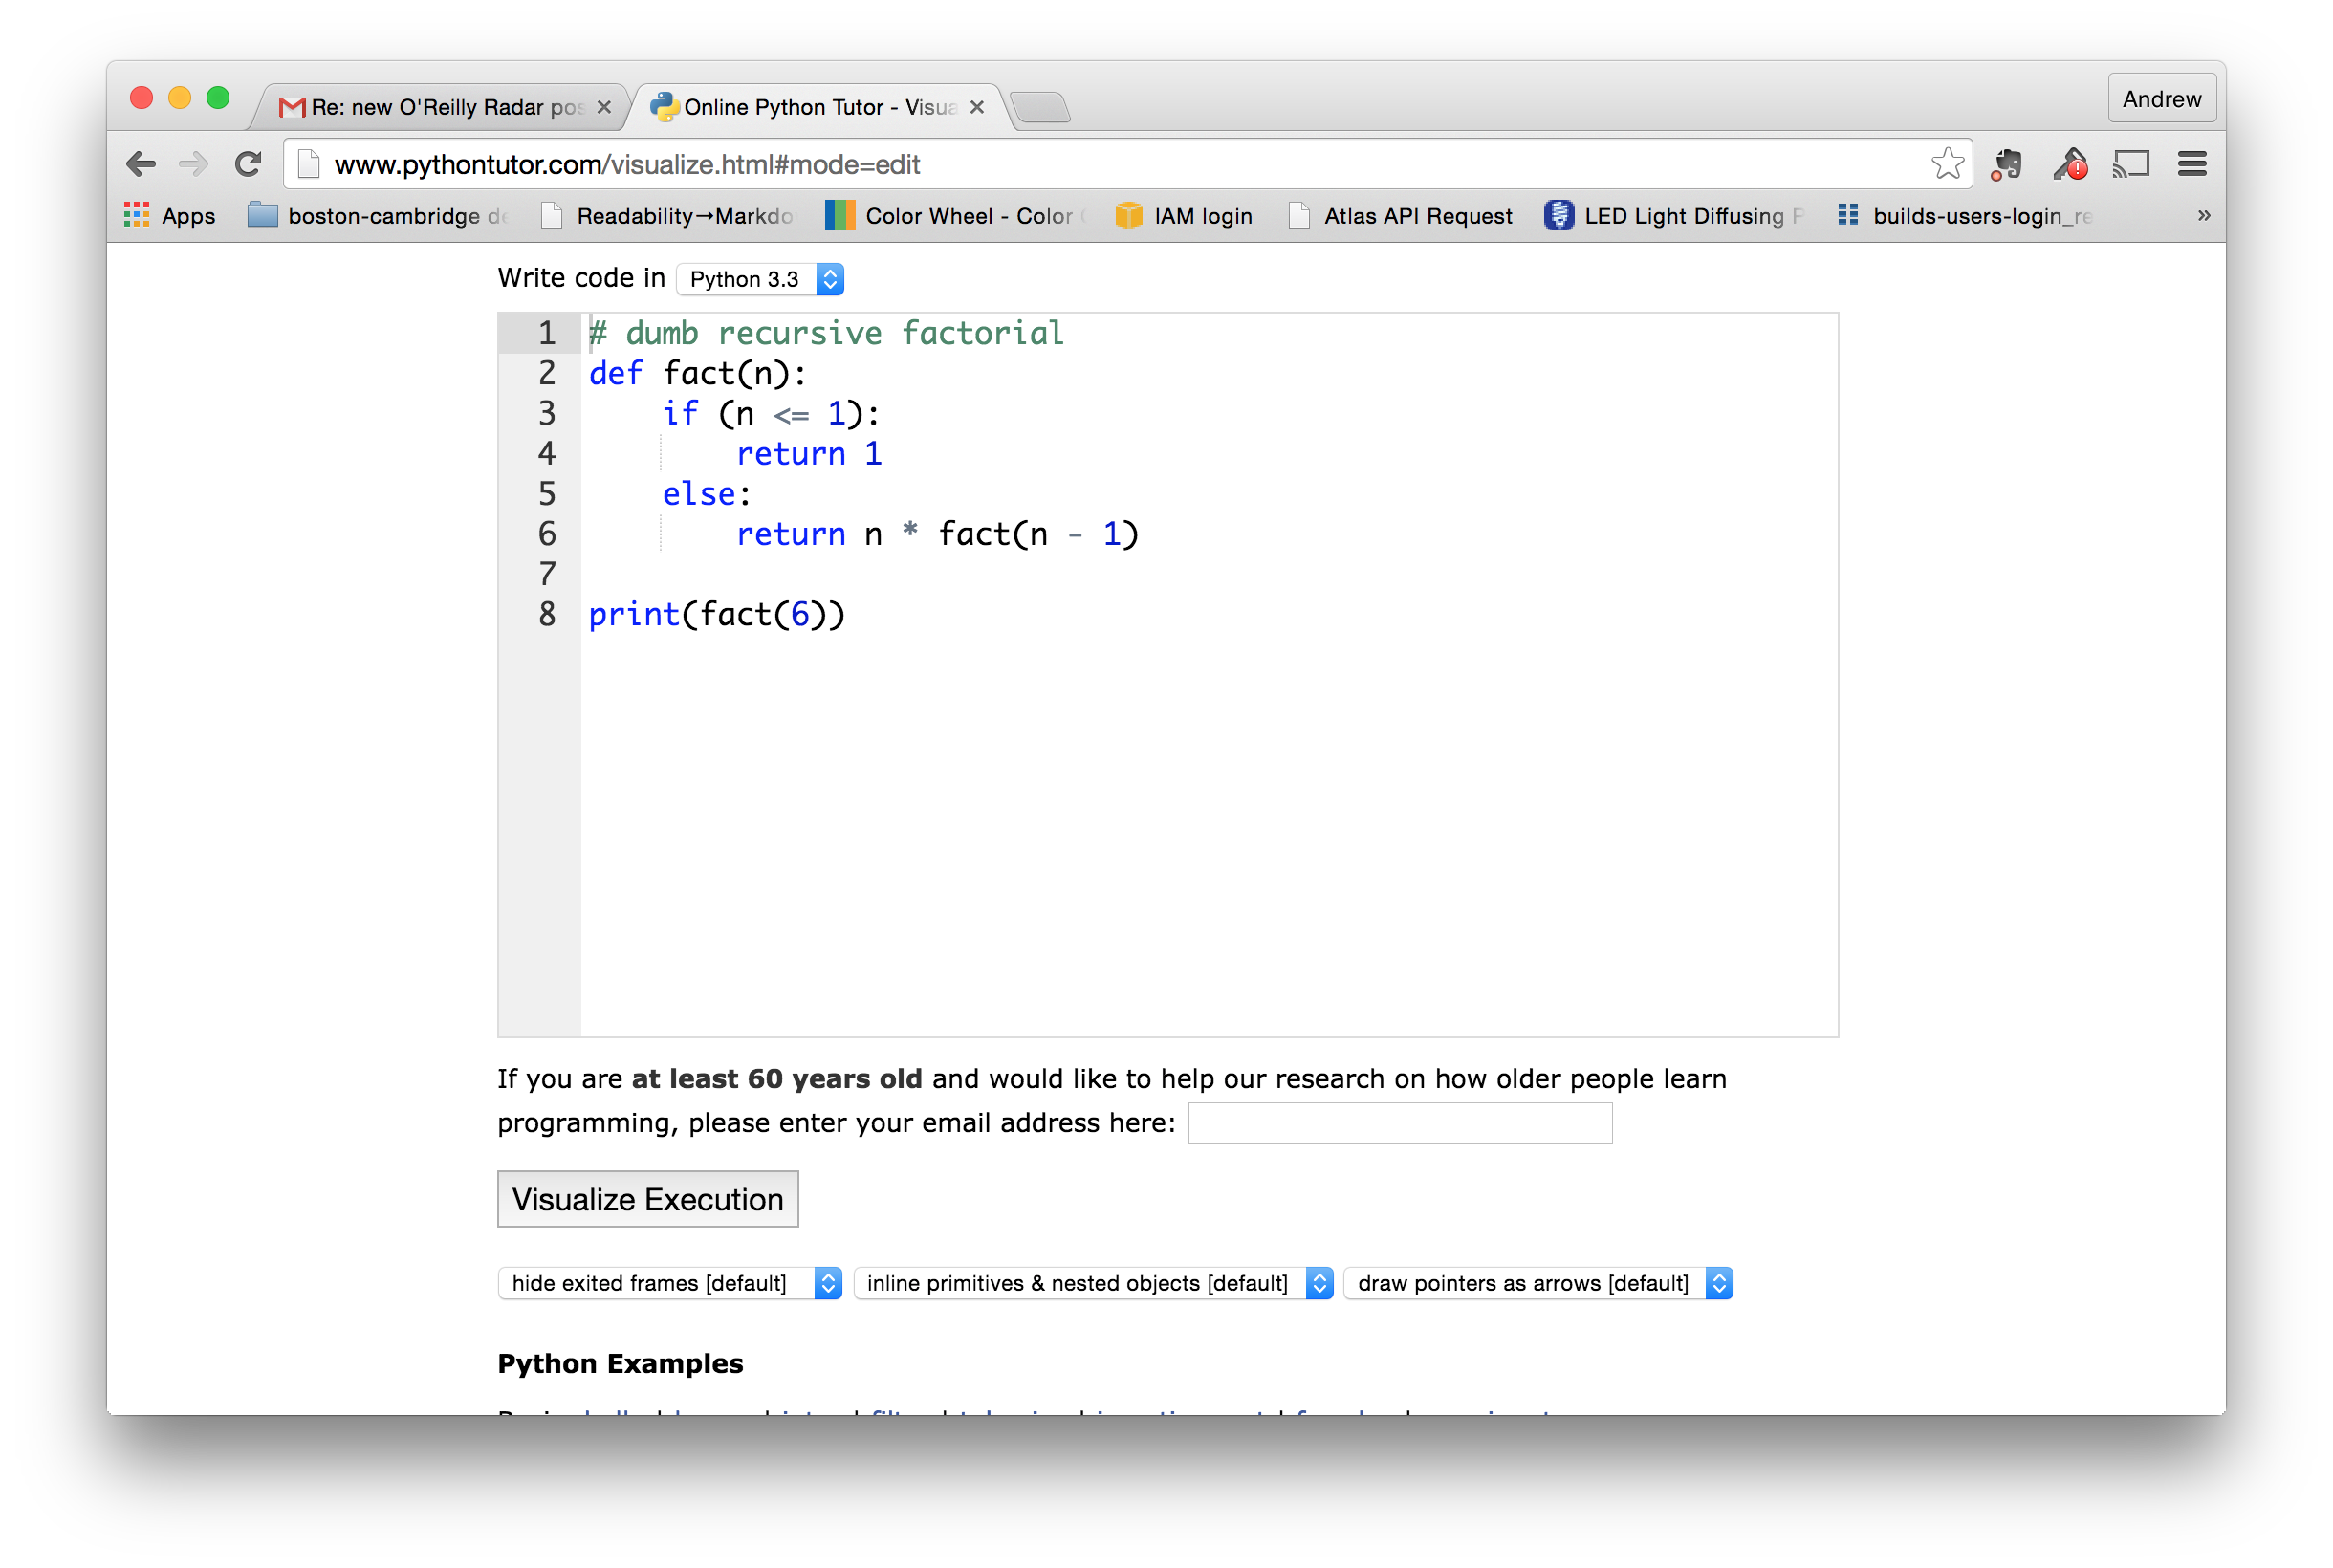 Re: new O'Reilly Radar pos
Online Python Tutor - Visua
Andrew
www.pythontutor.com/visualize.html#mode=edit
Apps boston-cambridge de Readability→Markdo Color Wheel - Color IAM login Atlas API Request LED Light Diffusing P builds-users-login_re »
Write code in Python 3.3
1 # dumb recursive factorial
2 def fact(n):
3     if (n <= 1):
4         return 1
5     else:
6         return n * fact(n - 1)
7
8 print(fact(6))
If you are at least 60 years old and would like to help our research on how older people learn
programming, please enter your email address here:
Visualize Execution
hide exited frames [default] inline primitives & nested objects [default] draw pointers as arrows [default]
Python Examples